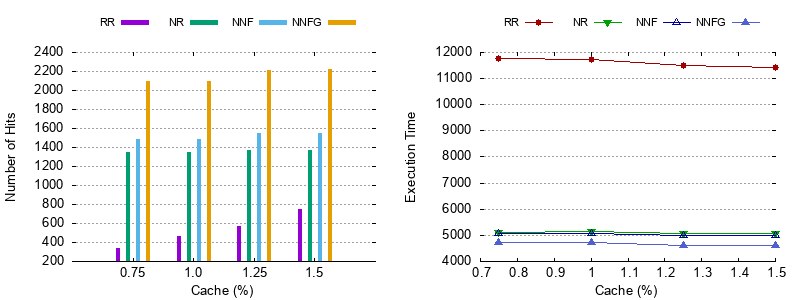 RR NR NNF NNFG
2400
2200
2000
1800
1600
1400
1200
1000
800
600
400
200
Number of Hits
0.75 1.0 1.25 1.5
Cache (%)
RR NR NNF NNFG
12000
11000
10000
9000
8000
7000
6000
5000
4000
Execution Time
0.7 0.8 0.9 1 1.1 1.2 1.3 1.4 1.5
Cache (%)